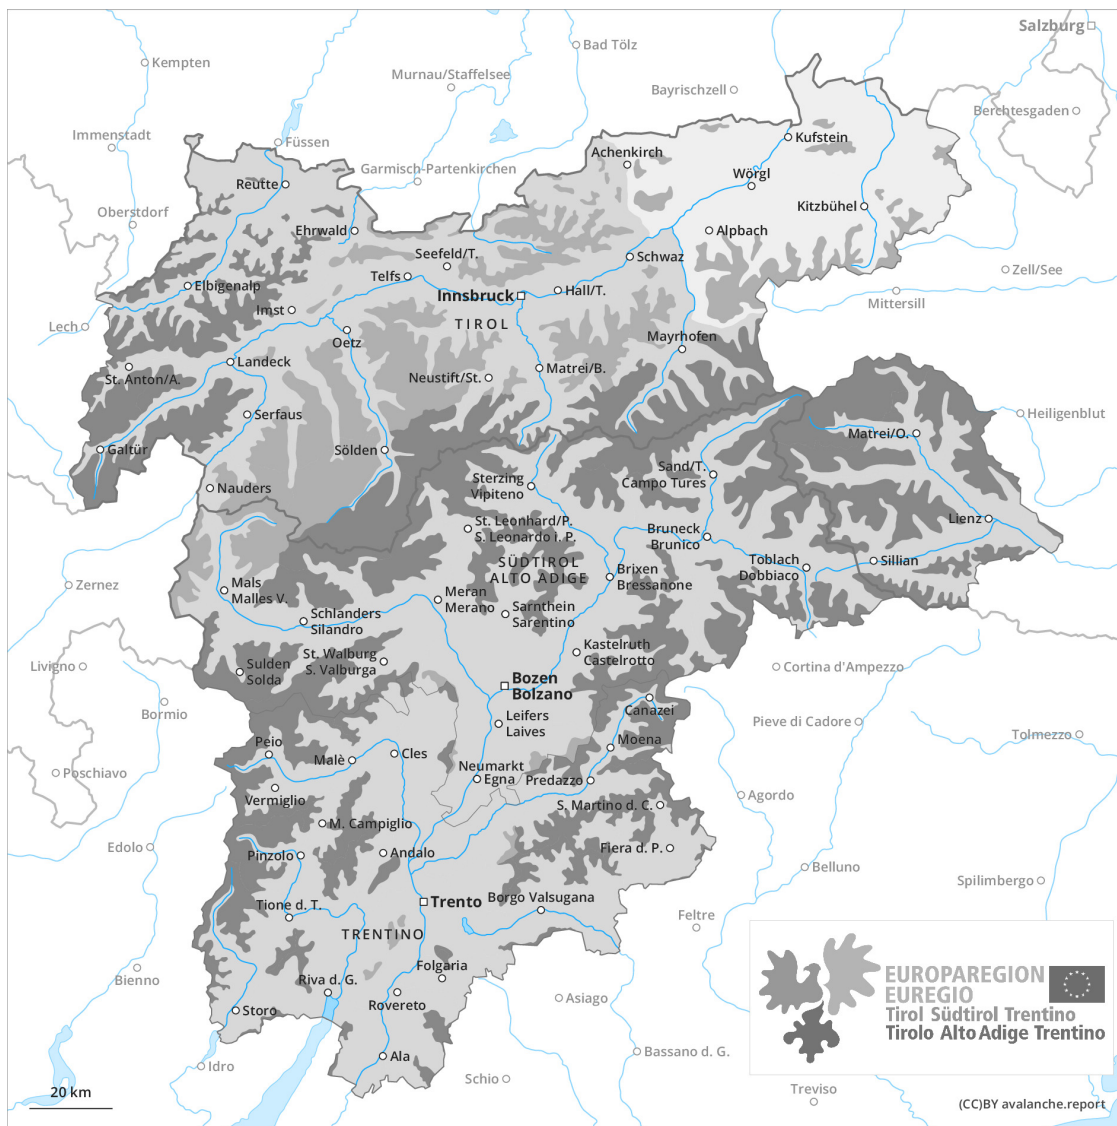 Salzburg
Bad Tölz
Kempten
Murnau/Staffelsee
Bayrischzell
Berchtesgaden
Immenstadt
Füssen
Kufstein
Achenkirch
Garmisch-Partenkirchen
Wörgl
Reutte
Oberstdorf
Kitzbühel
Ehrwald
Alpbach
Seefeld/T.
Schwaz
Telfs
Zell/See
Elbigenalp
Hall/T.
Innsbruck
Mittersill
Imst
TIROL
Lech
Oetz
Mayrhofen
Landeck
Matrei/B.
St. Anton/A.
Neustift/St.
Serfaus
Heiligenblut
Matrei/O.
Galtür
Sölden
Sand/T.
Campo Tures
Sterzing
Vipiteno
Nauders
St. Leonhard/P.
S. Leonardo i. P.
Lienz
Bruneck
Brunico
SÜDTIROL
ALTO ADIGE
Toblach
Dobbiaco
Sillian
Brixen
Bressanone
Zernez
Mals
Malles V.
Meran
Merano
Sarnthein
Sarentino
Schlanders
Silandro
Kastelruth
Castelrotto
St. Walburg
S. Valburga
Livigno
Sulden
Solda
Cortina d'Ampezzo
Bozen
Bolzano
Bormio
Canazei
Leifers
Laives
Pieve di Cadore
Tolmezzo
Peio
Moena
Malè
Cles
Poschiavo
Neumarkt
Egna
Predazzo
Vermiglio
Agordo
S. Martino d. C.
M. Campiglio
Edolo
Pinzolo
Andalo
Fiera d. P.
Belluno
Spilimbergo
Trento
Borgo Valsugana
Tione d. T.
Feltre
TRENTINO
Bienno
Folgaria
Riva d. G.
Rovereto
Asiago
Storo
EUROPAREGION
EUREGIO
Tirol Südtirol Trentino
Tirolo Alto Adige Trentino
Ala
Bassano d. G.
Idro
Schio
20 km
Treviso
(CC)BY avalanche.report